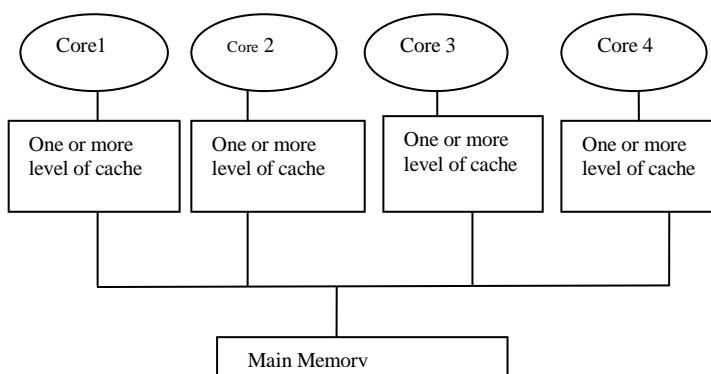 Core1
Core 2
Core 3
Core 4
One or more
level of cache
One or more
level of cache
One or more
level of cache
One or more
level of cache
Main Memory